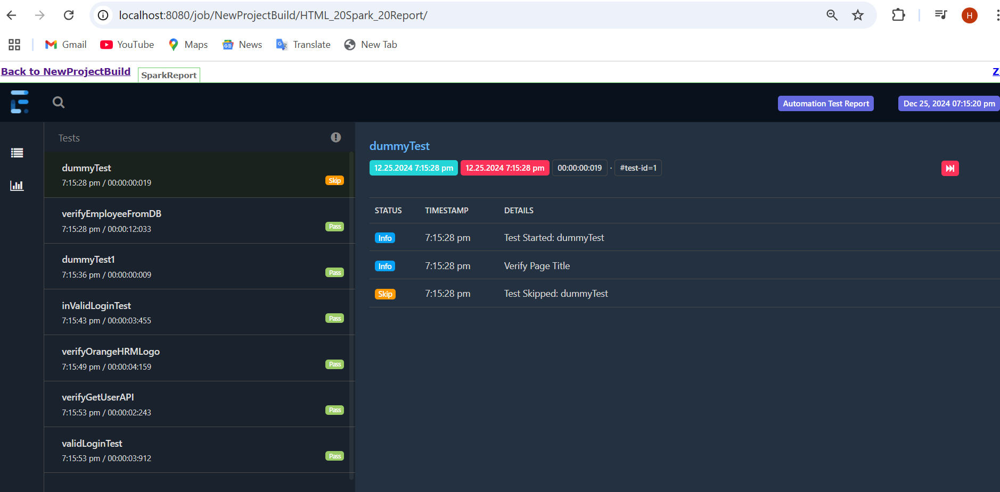 localhost:8080/job/NewProjectBuild/HTML_20Spark_20Report/
H
Gmail YouTube Maps News Translate New Tab
Back to NewProjectBuild SparkReport
Automation Test Report Dec 25, 2024 07:15:20 pm
Tests
dummyTest
7:15:28 pm / 00:00:00:019 Skip
verifyEmployeeFromDB
7:15:28 pm / 00:00:12:033 Pass
dummyTest1
7:15:36 pm / 00:00:00:009 Pass
inValidLoginTest
7:15:43 pm / 00:00:03:455 Pass
verifyOrangeHRMLogo
7:15:49 pm / 00:00:04:159 Pass
verifyGetUserAPI
7:15:53 pm / 00:00:02:243 Pass
validLoginTest
7:15:53 pm / 00:00:03:912 Pass
dummyTest
12.25.2024 7:15:28 pm 12.25.2024 7:15:28 pm 00:00:00:019 · #test-id=1
STATUS TIMESTAMP DETAILS
Info 7:15:28 pm Test Started: dummyTest
Info 7:15:28 pm Verify Page Title
Skip 7:15:28 pm Test Skipped: dummyTest